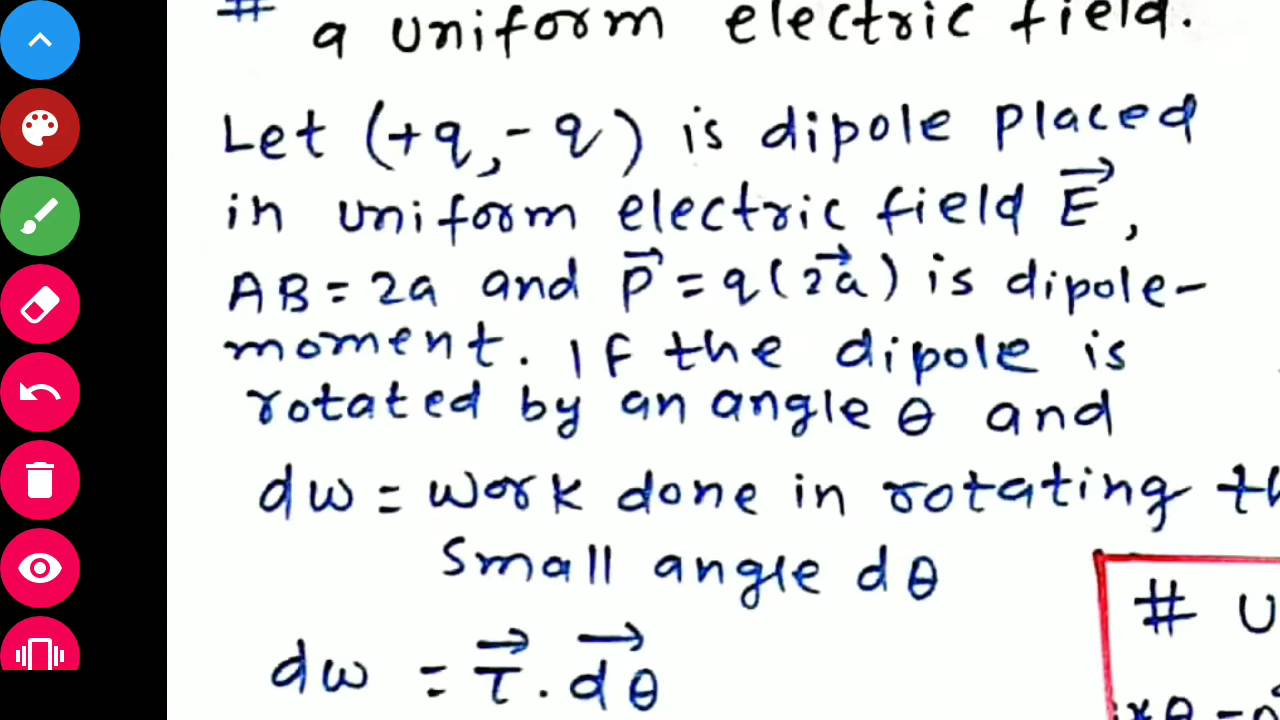 # a uniform electric field.
Let (+q, -q) is dipole placed
in uniform electric field E⃗,
AB = 2a and p⃗ = q(2a⃗) is dipole-
moment. If the dipole is
rotated by an angle θ and
dw = work done in rotating th
small angle dθ
# U
dw = τ⃗ . d⃗θ